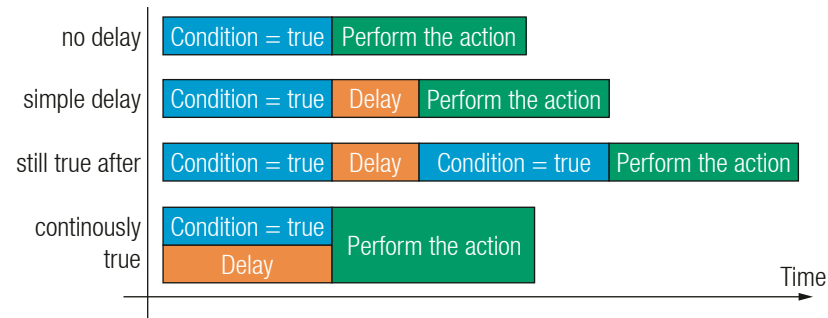 no delay Condition = true Perform the action
simple delay Condition = true Delay Perform the action
still true after Condition = true Delay Condition = true Perform the action
continously true Condition = true Delay Perform the action
Time